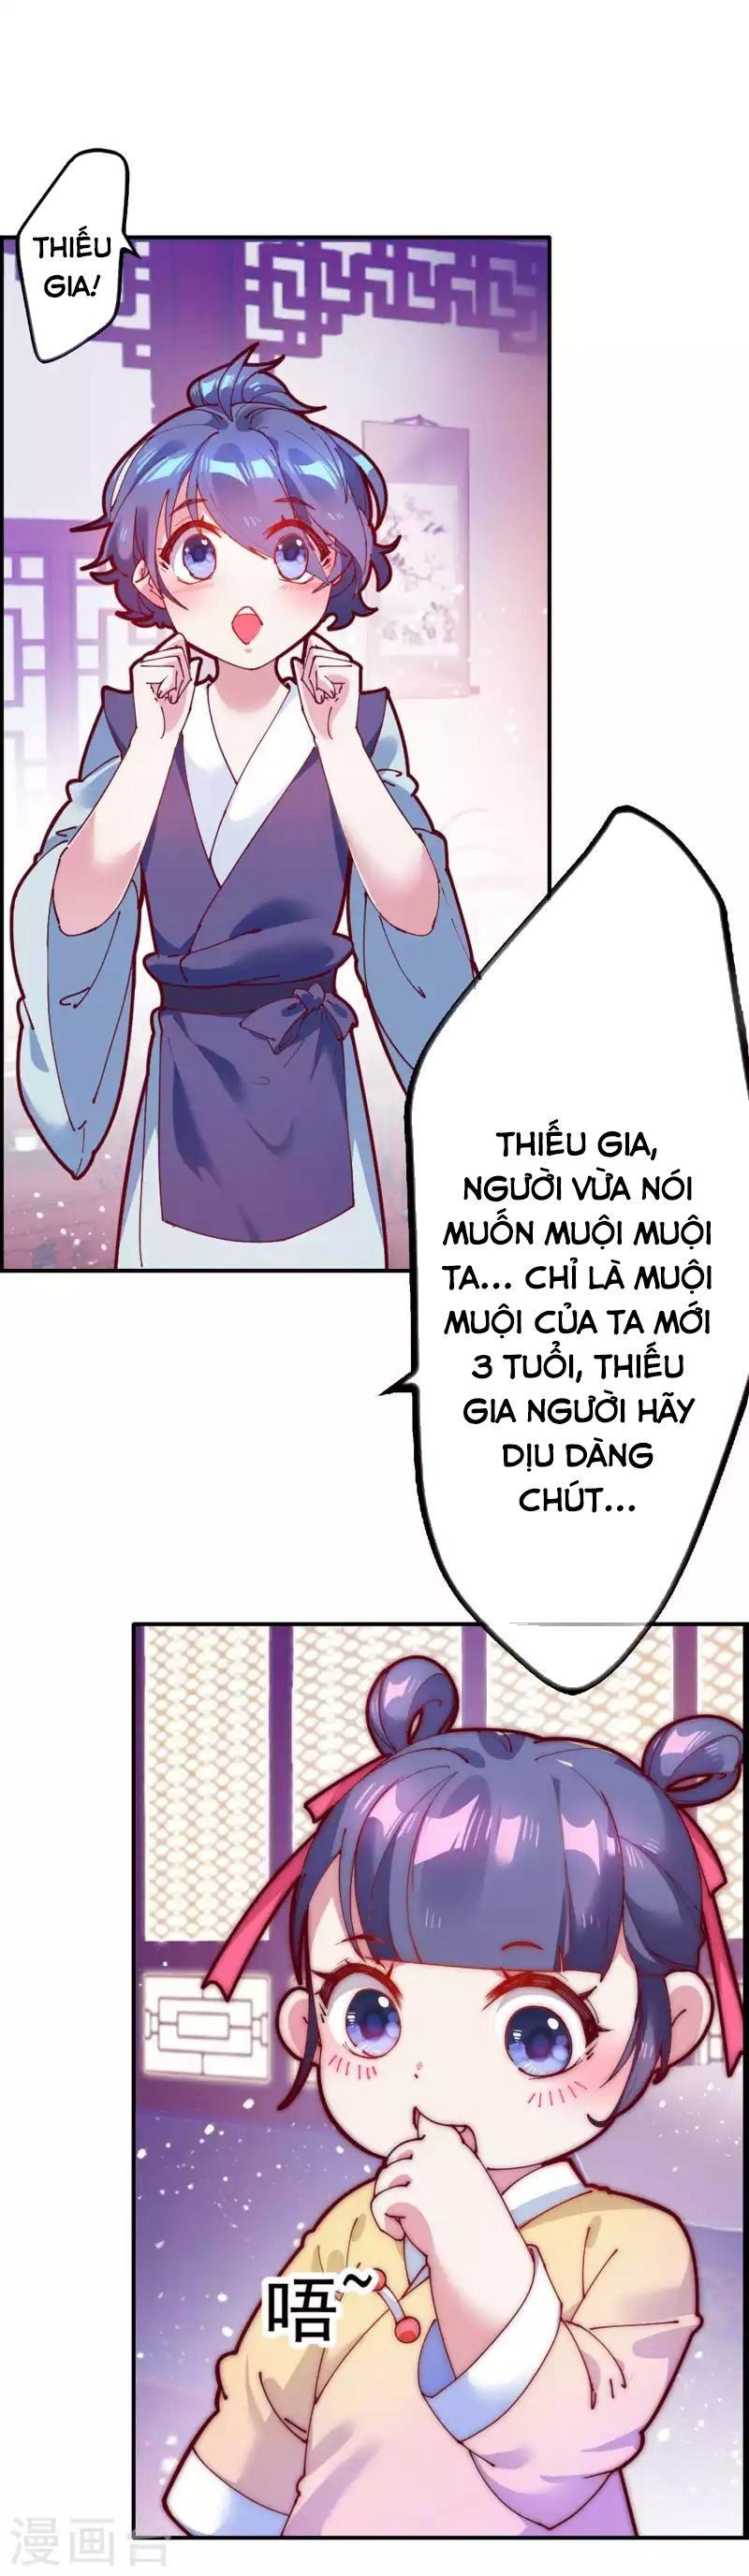 THIẾU
GIA!
THIẾU GIA,
NGƯỜI VỪA NÓI
MUỐN MUỘI MUỘI
TA... CHỈ LÀ MUỘI
MUỘI CỦA TA MỚI
3 TUỔI, THIẾU
GIA NGƯỜI HÃY
DỊU DÀNG
CHÚT...
唔~
漫画台